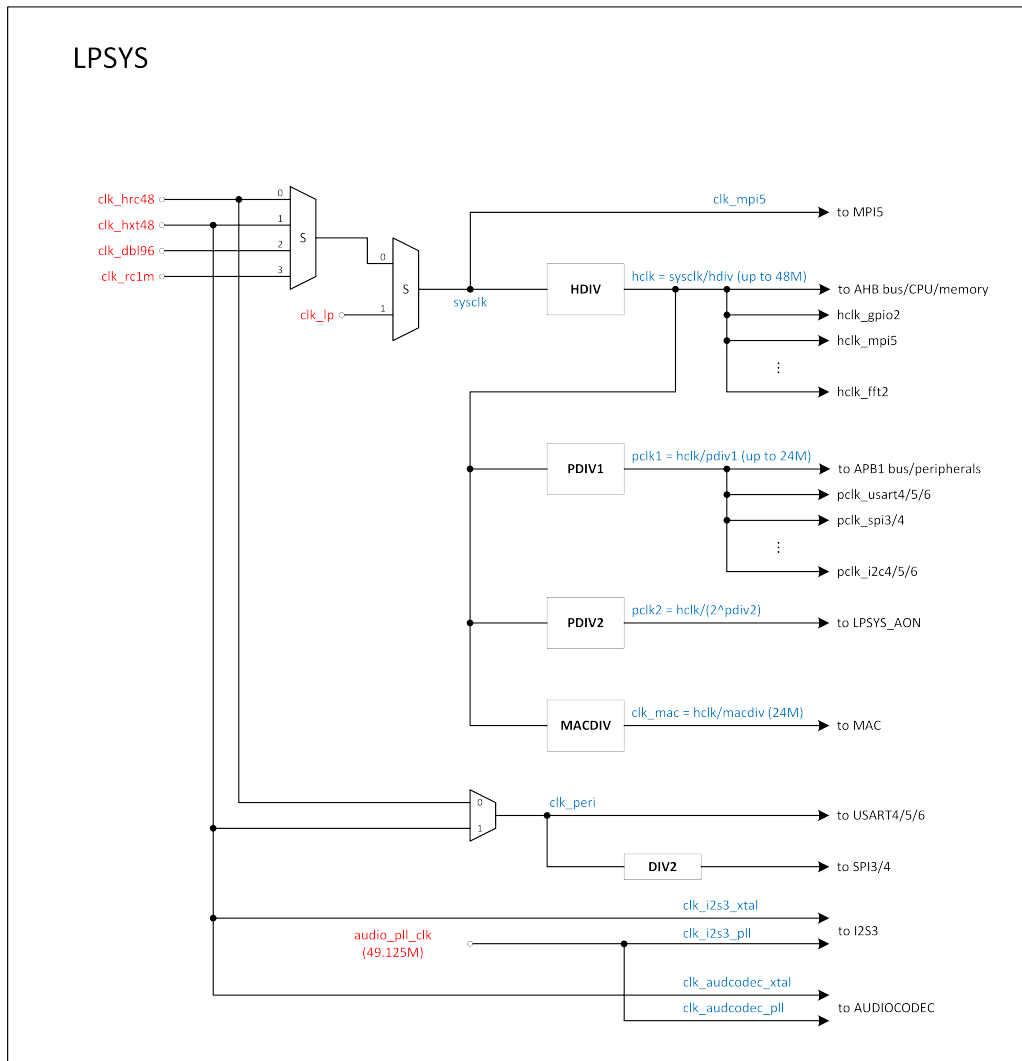 LPSYS
clk_hrc48
0
clk_hxt48
1
clk_dbl96
2
clk_rc1m
3
S
0
clk_lp
1
S
sysclk
clk_mpi5
to MPI5
HDIV
hclk = sysclk/hdiv (up to 48M)
to AHB bus/CPU/memory
hclk_gpio2
hclk_mpi5
⋮
hclk_fft2
PDIV1
pclk1 = hclk/pdiv1 (up to 24M)
to APB1 bus/peripherals
pclk_usart4/5/6
pclk_spi3/4
⋮
pclk_i2c4/5/6
PDIV2
pclk2 = hclk/(2^pdiv2)
to LPSYS_AON
MACDIV
clk_mac = hclk/macdiv (24M)
to MAC
0
1
clk_peri
to USART4/5/6
DIV2
to SPI3/4
clk_i2s3_xtal
audio_pll_clk
(49.125M)
clk_i2s3_pll
to I2S3
clk_audcodec_xtal
clk_audcodec_pll
to AUDIOCODEC